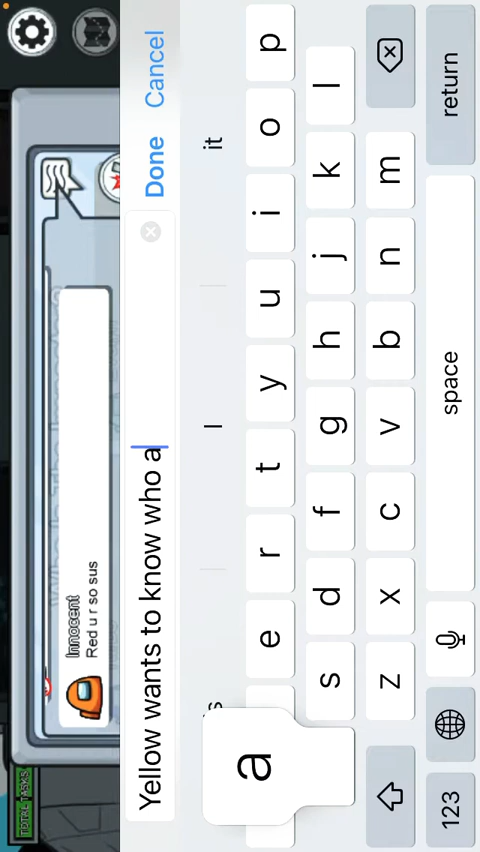 Innocent
Red u r so sus
TOTAL TASKS
Yellow wants to know who a
Done
Cancel
I
it
p
o
i
u
y
t
r
e
a
l
k
j
h
g
f
d
s
m
n
b
v
c
x
z
return
space
123